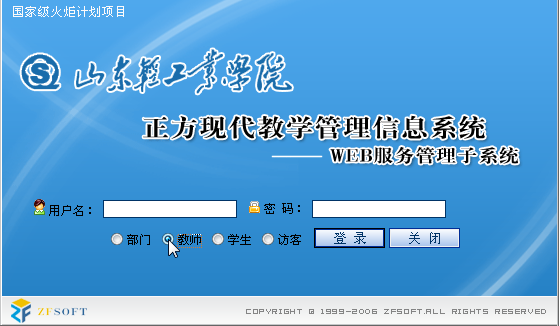 国家级火炬计划项目
山东轻工业学院
正方现代教学管理信息系统
—— WEB服务管理子系统
用户名： 密 码：
部门 教师 学生 访客 登 录 关 闭
ZFSOFT COPYRIGHT @ 1999-2006 ZFSOFT.ALL RIGHTS RESERVED